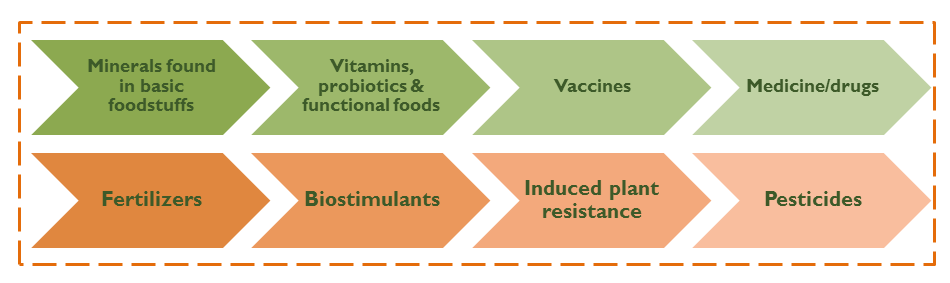 Minerals found
in basic
foodstuffs
Vitamins,
probiotics &
functional foods
Vaccines
Medicine/drugs
Fertilizers
Biostimulants
Induced plant
resistance
Pesticides